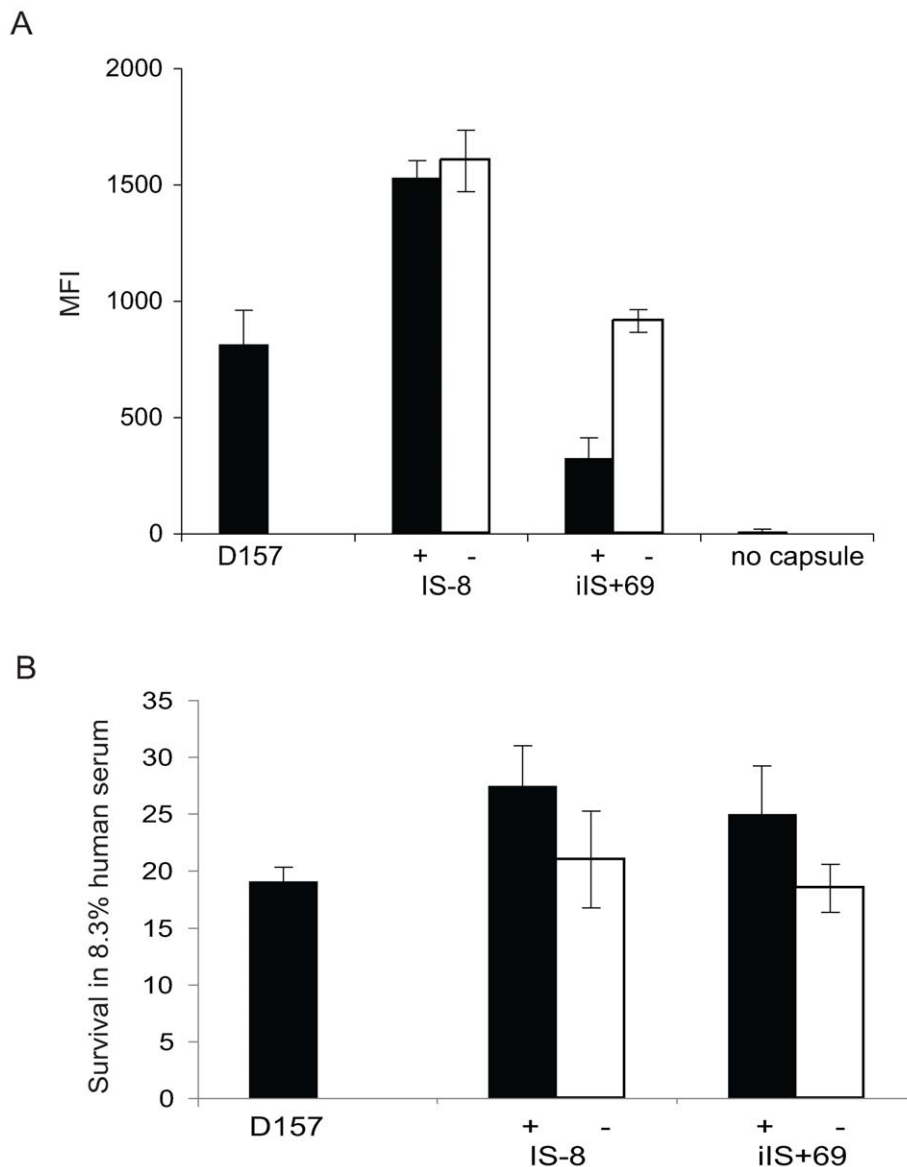 A
2000
1500
1000
500
0
MFI
D157 + - + - no capsule
IS-8 iIS+69
B
35
30
25
20
15
10
5
0
Survival in 8.3% human serum
D157 + - + -
IS-8 iIS+69